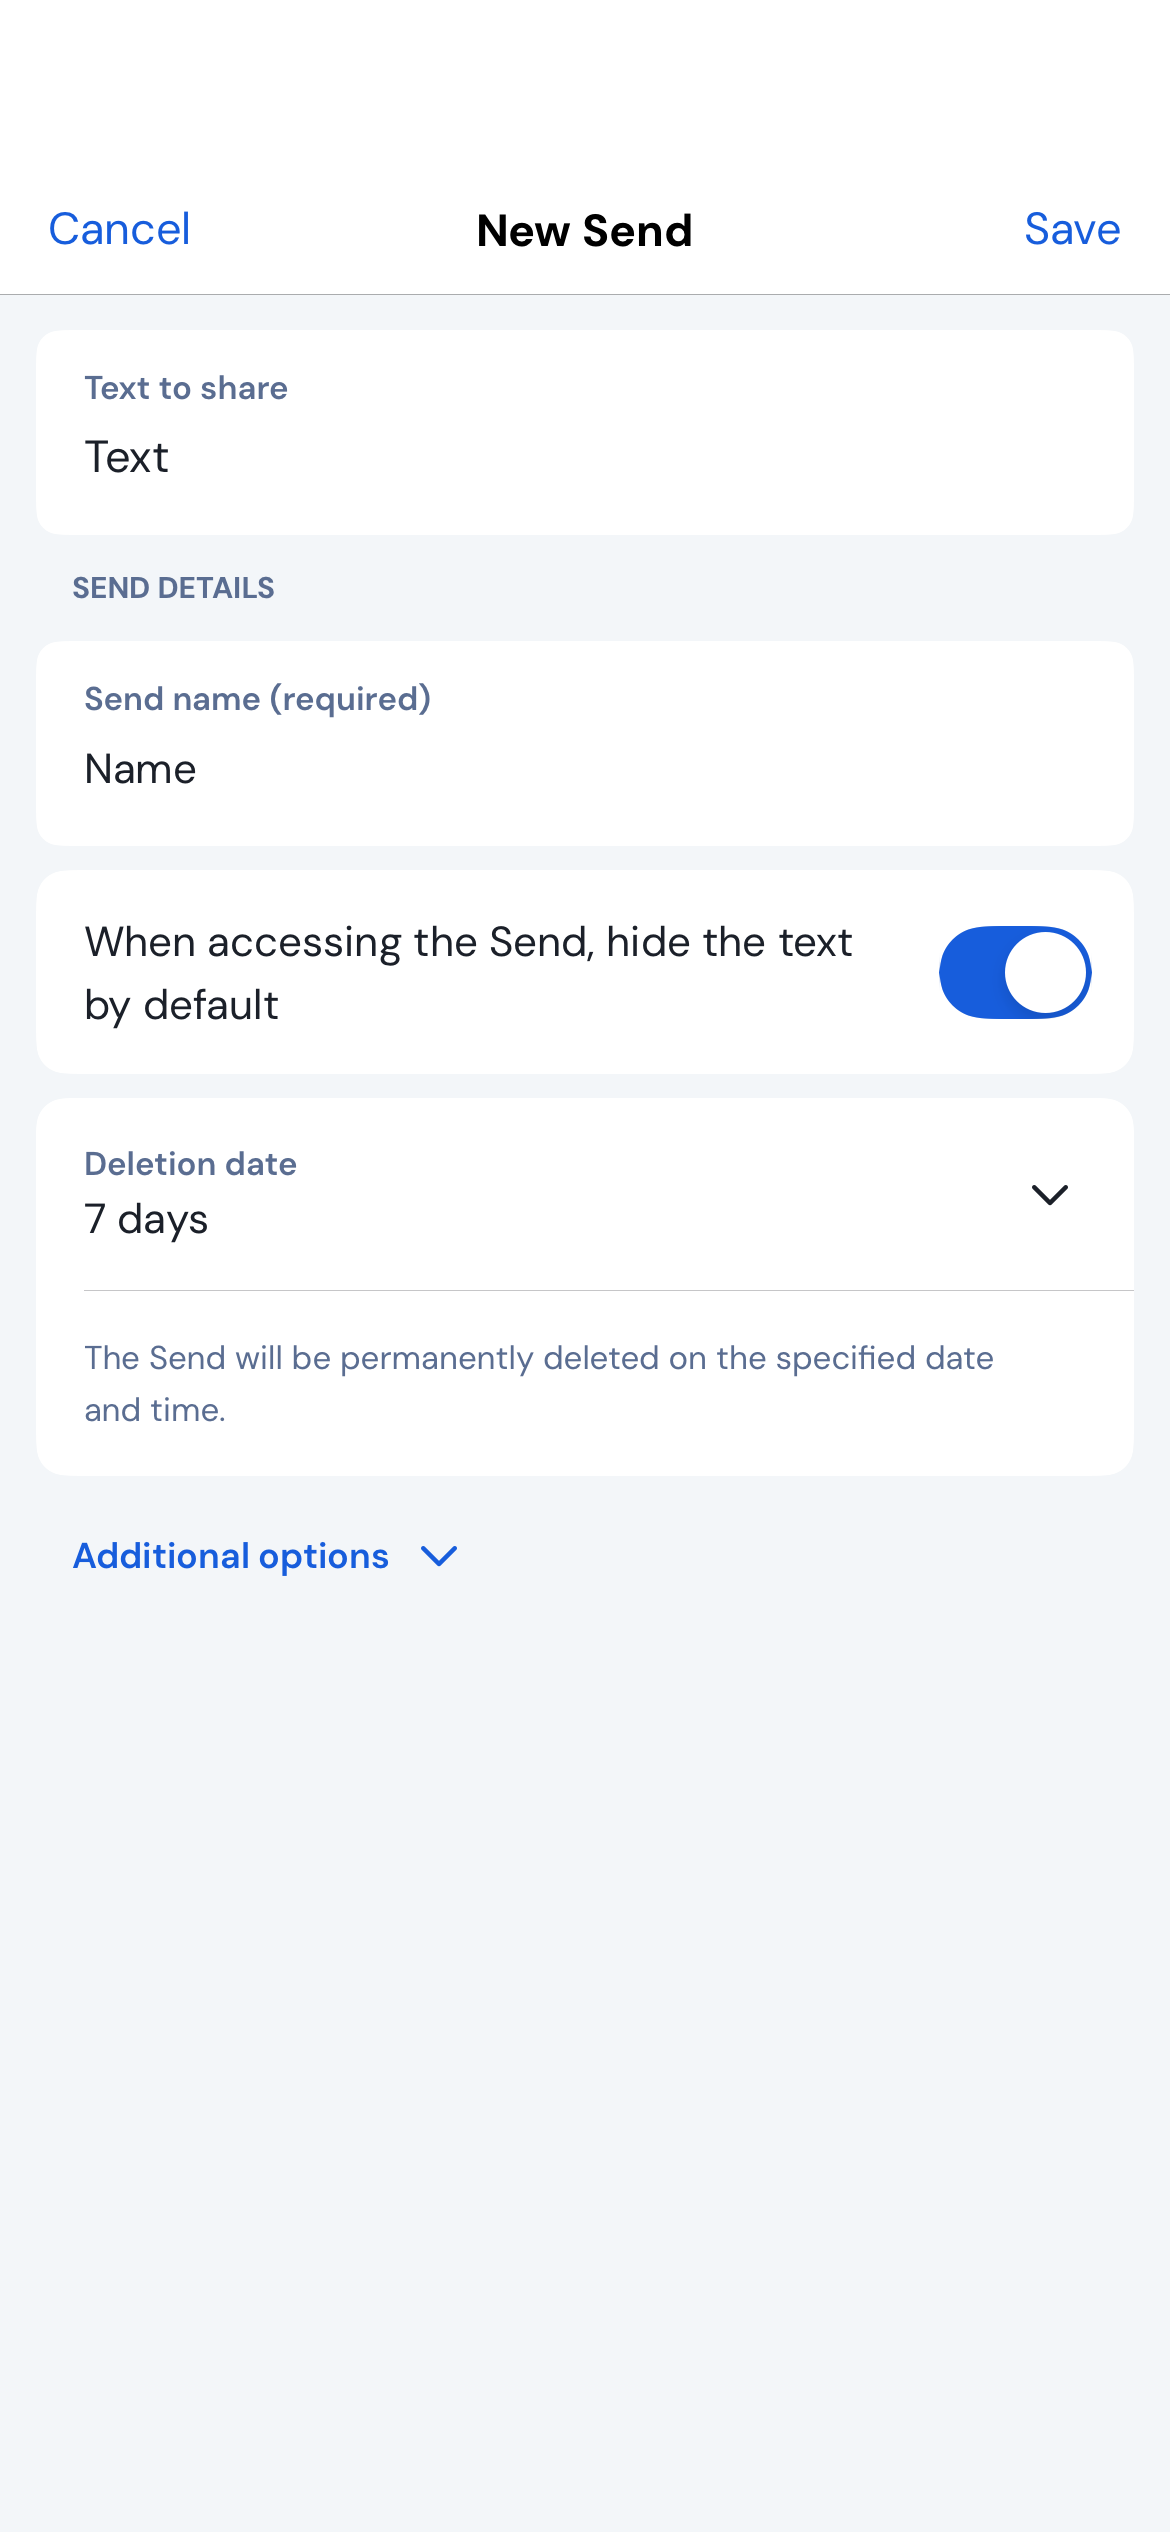 Cancel
New Send
Save
Text to share
Text
SEND DETAILS
Send name (required)
Name
When accessing the Send, hide the text
by default
Deletion date
7 days
The Send will be permanently deleted on the specified date
and time.
Additional options